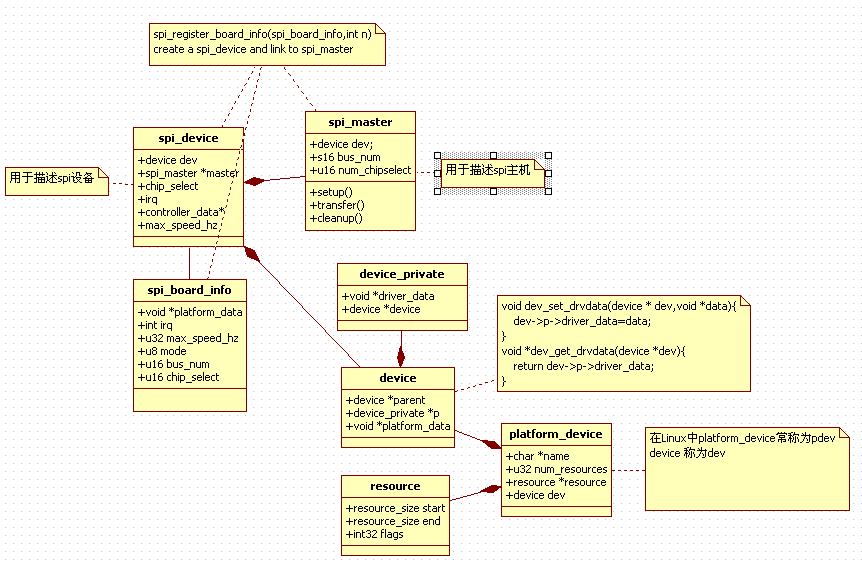 spi_register_board_info(spi_board_info,int n)
create a spi_device and link to spi_master
spi_master
+device dev;
+s16 bus_num
+u16 num_chipselect
+setup()
+transfer()
+cleanup()
spi_device
+device dev
+spi_master *master
+chip_select
+irq
+controller_data*
+max_speed_hz
用于描述spi设备
用于描述spi主机
spi_board_info
+void *platform_data
+int irq
+u32 max_speed_hz
+u8 mode
+u16 bus_num
+u16 chip_select
device_private
+void *driver_data
+device *device
void dev_set_drvdata(device * dev,void *data){
dev->p->driver_data=data;
}
void *dev_get_drvdata(device *dev){
return dev->p->driver_data;
}
device
+device *parent
+device_private *p
+void *platform_data
platform_device
+char *name
+u32 num_resources
+resource *resource
+device dev
在Linux中platform_device常称为pdev
device 称为dev
resource
+resource_size start
+resource_size end
+int32 flags